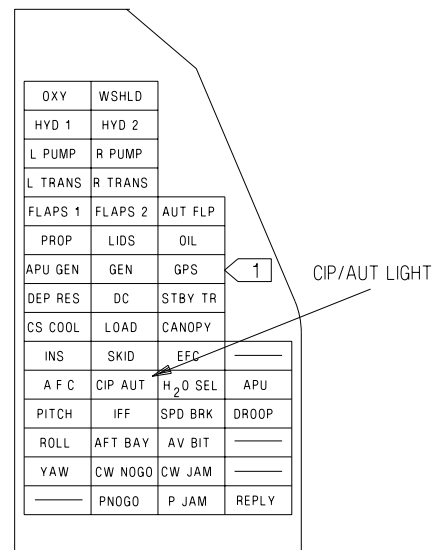 OXY WSHLD
HYD 1 HYD 2
L PUMP R PUMP
L TRANS R TRANS
FLAPS 1 FLAPS 2 AUT FLP
PROP LIDS OIL
APU GEN GEN GPS 1 CIP/AUT LIGHT
DEP RES DC STBY TR
CS COOL LOAD CANOPY
INS SKID EFC
A F C CIP AUT H2O SEL APU
PITCH IFF SPD BRK DROOP
ROLL AFT BAY AV BIT
YAW CW NOGO CW JAM
PNOGO P JAM REPLY